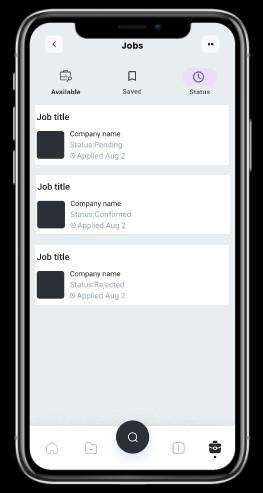 Jobs
Available
Saved
Status
Job title
Company name
Status:Pending
Applied Aug 2
Job title
Company name
Status:Confirmed
Applied Aug 2
Job title
Company name
Status:Rejected
Applied Aug 2